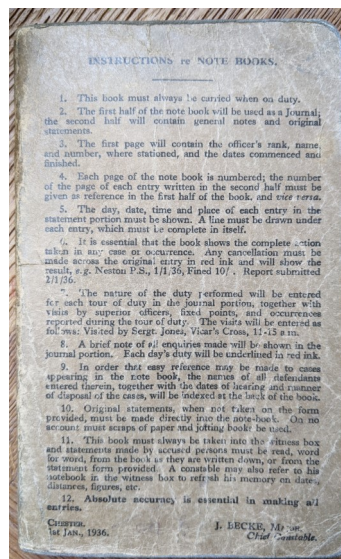 INSTRUCTIONS re NOTE BOOKS.
1. This book must always be carried when on duty.
2. The first half of the note book will be used as a Journal;
the second half will contain general notes and original
statements.
3. The first page will contain the officer's rank, name,
and number, where stationed, and the dates commenced and
finished.
4. Each page of the note book is numbered; the number
of the page of each entry written in the second half must be
given as reference in the first half of the book, and vice versa.
5. The day, date, time and place of each entry in the
statement portion must be shown. A line must be drawn under
each entry, which must be complete in itself.
6. It is essential that the book shows the complete action
taken in any case or occurrence. Any cancellation must be
made across the original entry in red ink and will show the
result, e.g. Neston P.S., 1/1/36, Fined 10/. Report submitted
2/1/36.
7. The nature of the duty performed will be entered
for each tour of duty in the journal portion, together with
visits by superior officers, fixed points, and occurrences
reported during the tour of duty. The visits will be entered as
follows: Visited by Sergt. Jones, Vicar's Cross, 11-15 a.m.
8. A brief note of all enquiries made will be shown in the
journal portion. Each day's duty will be underlined in red ink.
9. In order that easy reference may be made to cases
appearing in the note book, the names of all defendants
entered therein, together with the dates of hearing and manner
of disposal of the cases, will be indexed at the back of the book.
10. Original statements, when not taken on the form
provided, must be made directly into the note-book. On no
account must scraps of paper and jotting books be used.
11. This book must always be taken into the witness box
and statements made by accused persons must be read, word
for word, from the book as they are written down, or from the
statement form provided. A constable may also refer to his
notebook in the witness box to refresh his memory on dates,
distances, figures, etc.
12. Absolute accuracy is essential in making all
entries.
CHESTER. J. BECKE, Major.
1st JAN., 1936. Chief Constable.